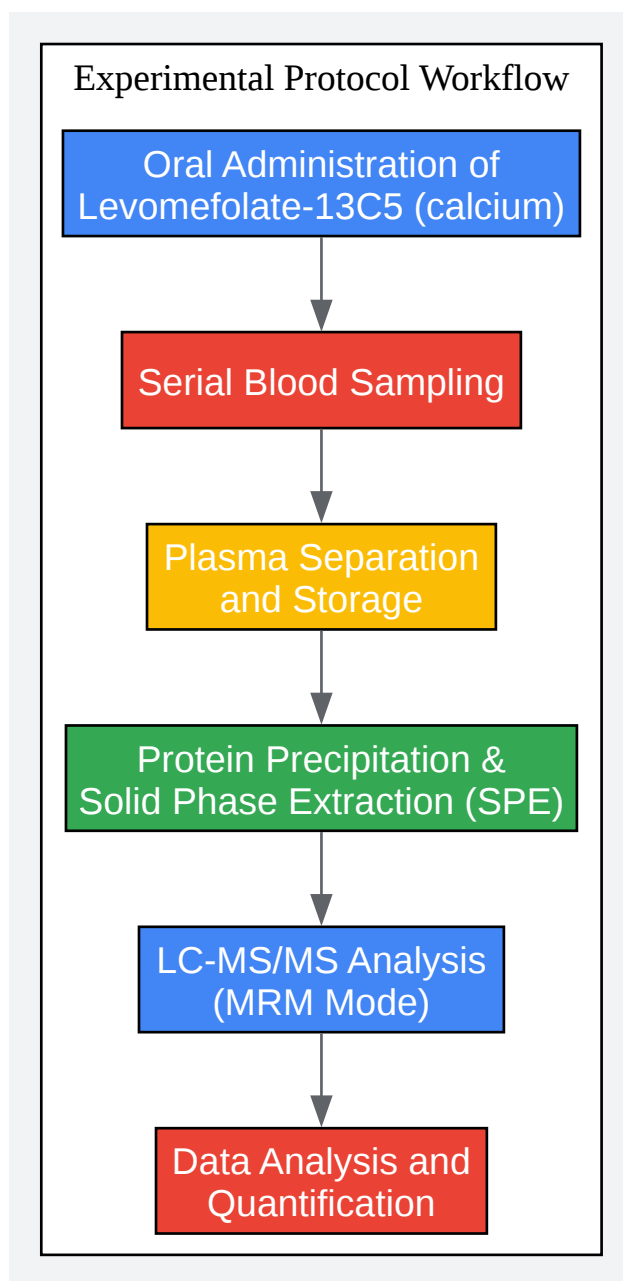 Experimental Protocol Workflow
Oral Administration of
Levomefolate-13C5 (calcium)
Serial Blood Sampling
Plasma Separation
and Storage
Protein Precipitation &
Solid Phase Extraction (SPE)
LC-MS/MS Analysis
(MRM Mode)
Data Analysis and
Quantification